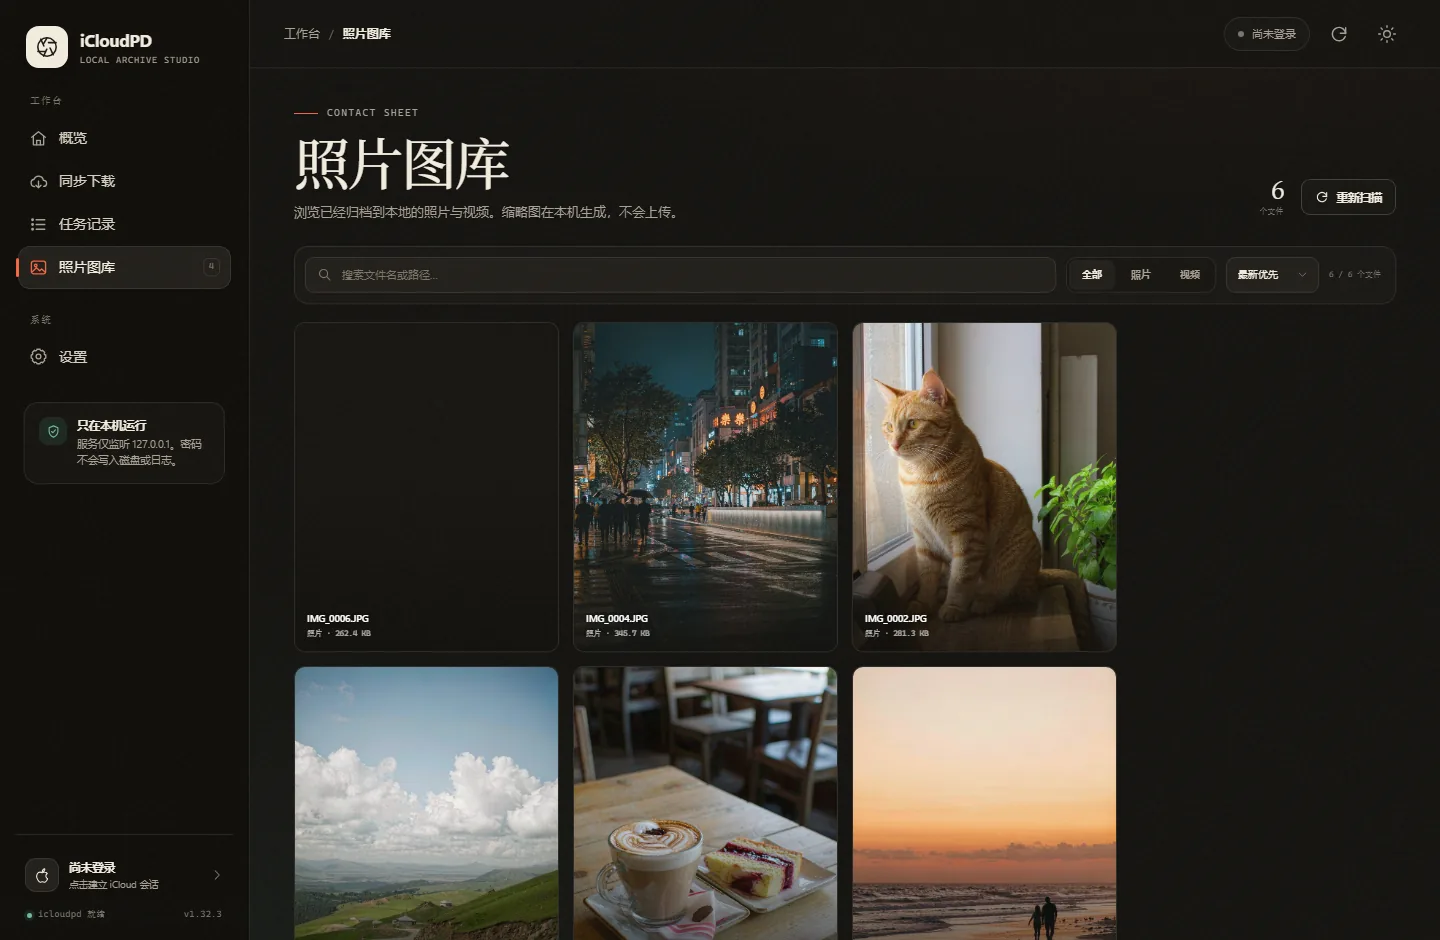 iCloudPD
LOCAL ARCHIVE STUDIO
工作台
概览
同步下载
任务记录
照片图库
4
系统
设置
只在本机运行
服务仅监听 127.0.0.1。密码
不会写入磁盘或日志。
尚未登录
点击建立 iCloud 会话
icloudpd 就绪
v1.32.3
工作台 / 照片图库
尚未登录
CONTACT SHEET
照片图库
浏览已经归档到本地的照片与视频。缩略图在本机生成，不会上传。
6
个文件
重新扫描
搜索文件名或路径...
全部
照片
视频
最新优先
6 / 6 个文件
IMG_0006.JPG
照片 · 262.4 KB
IMG_0004.JPG
照片 · 345.7 KB
IMG_0002.JPG
照片 · 281.3 KB